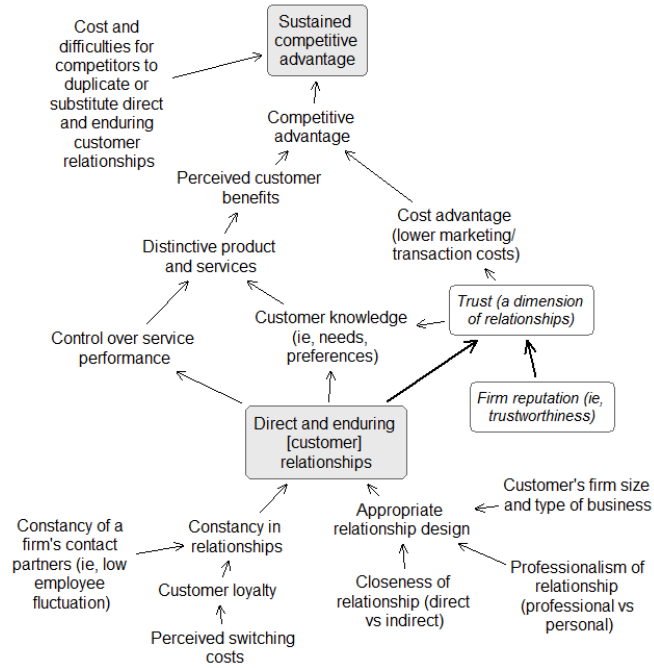 Cost and
difficulties for
competitors to
duplicate or
substitute direct
and enduring
customer
relationships
Sustained
competitive
advantage
Competitive
advantage
Perceived customer
benefits
Cost advantage
(lower marketing/
transaction costs)
Distinctive product
and services
Trust (a dimension
of relationships)
Customer knowledge
(ie, needs,
preferences)
Control over service
performance
Firm reputation (ie,
trustworthiness)
Direct and enduring
[customer]
relationships
Customer's firm size
and type of business
Appropriate
relationship design
Constancy of a
firm's contact
partners (ie, low
employee
fluctuation)
Constancy in
relationships
Customer loyalty
Closeness of
relationship (direct
vs indirect)
Professionalism of
relationship
(professional vs
personal)
Perceived switching
costs